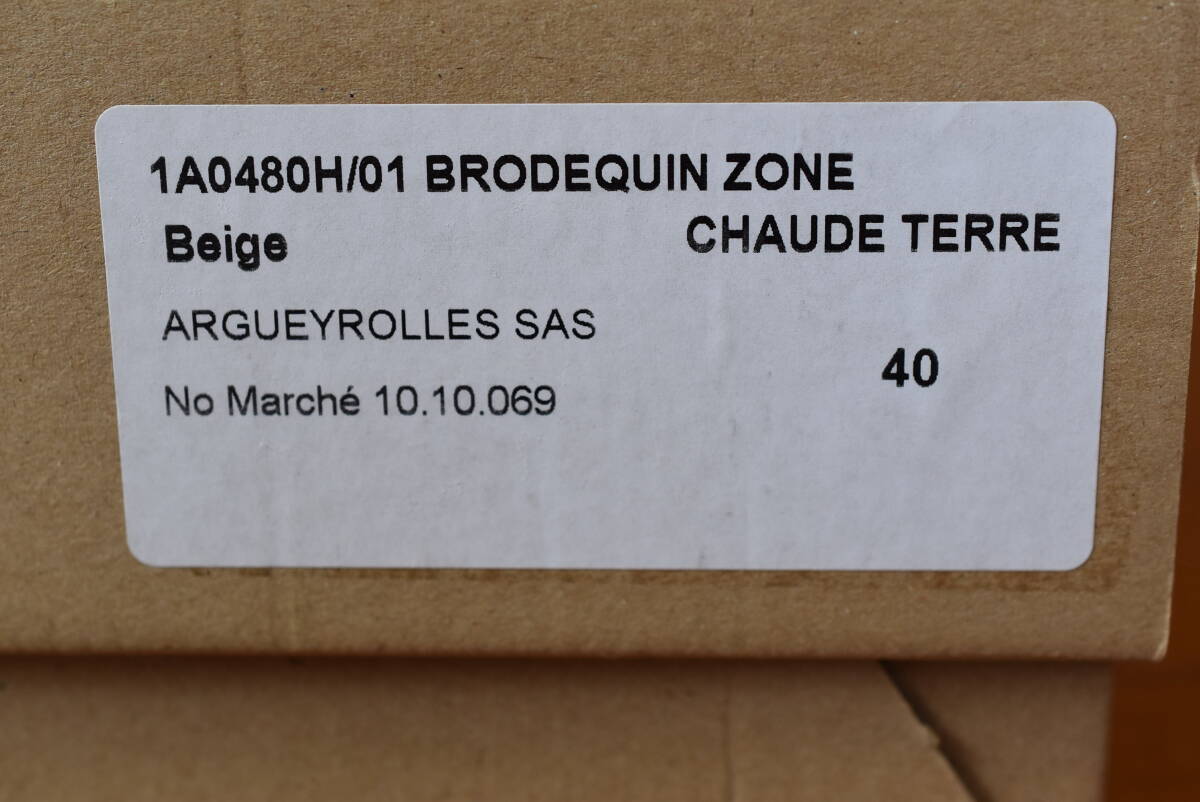 1A0480H/01 BRODEQUIN ZONE
Beige CHAUDE TERRE
ARGUEYROLLES SAS
40
No Marché 10.10.069